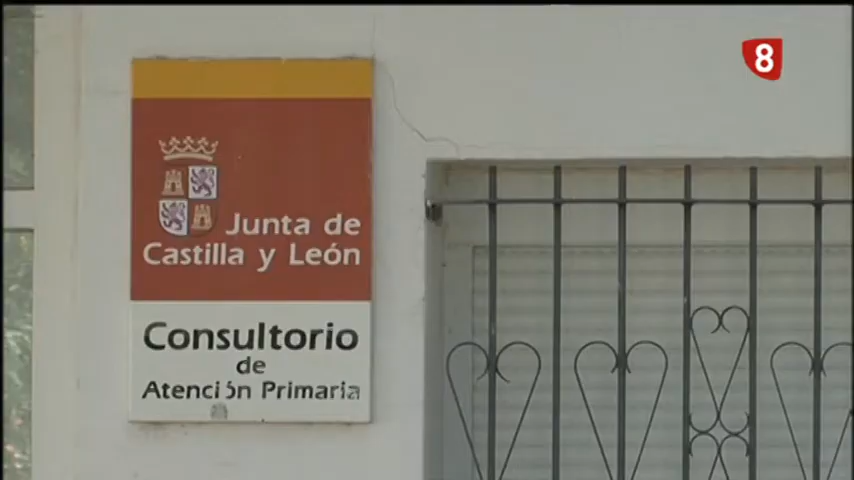 8
Junta de
Castilla y León
Consultorio
de
Atención Primaria